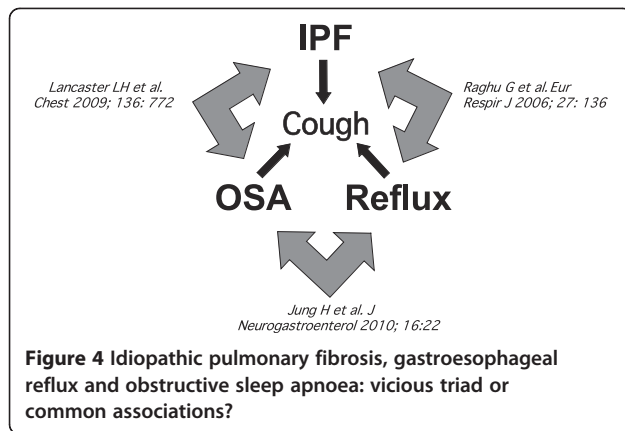 IPF
Lancaster LH et al.
Chest 2009; 136: 772
Raghu G et al. Eur
Respir J 2006; 27: 136
Cough
OSA
Reflux
Jung H et al. J
Neurogastroenterol 2010; 16:22
Figure 4 Idiopathic pulmonary fibrosis, gastroesophageal
reflux and obstructive sleep apnoea: vicious triad or
common associations?